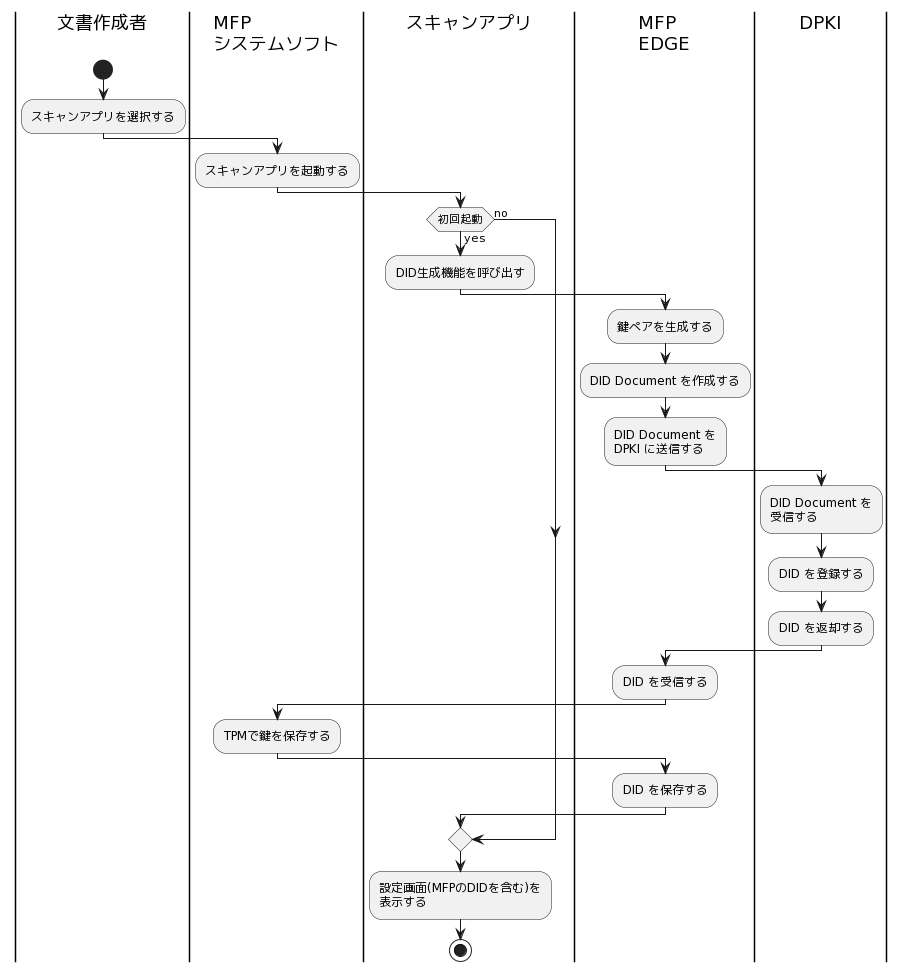 文書作成者
MFP
システムソフト
スキャンアプリ
MFP
EDGE
DPKI
スキャンアプリを選択する
スキャンアプリを起動する
初回起動
no
yes
DID生成機能を呼び出す
鍵ペアを生成する
DID Document を作成する
DID Document を
DPKI に送信する
DID Document を
受信する
DID を登録する
DID を返却する
DID を受信する
TPMで鍵を保存する
DID を保存する
設定画面(MFPのDIDを含む)を
表示する